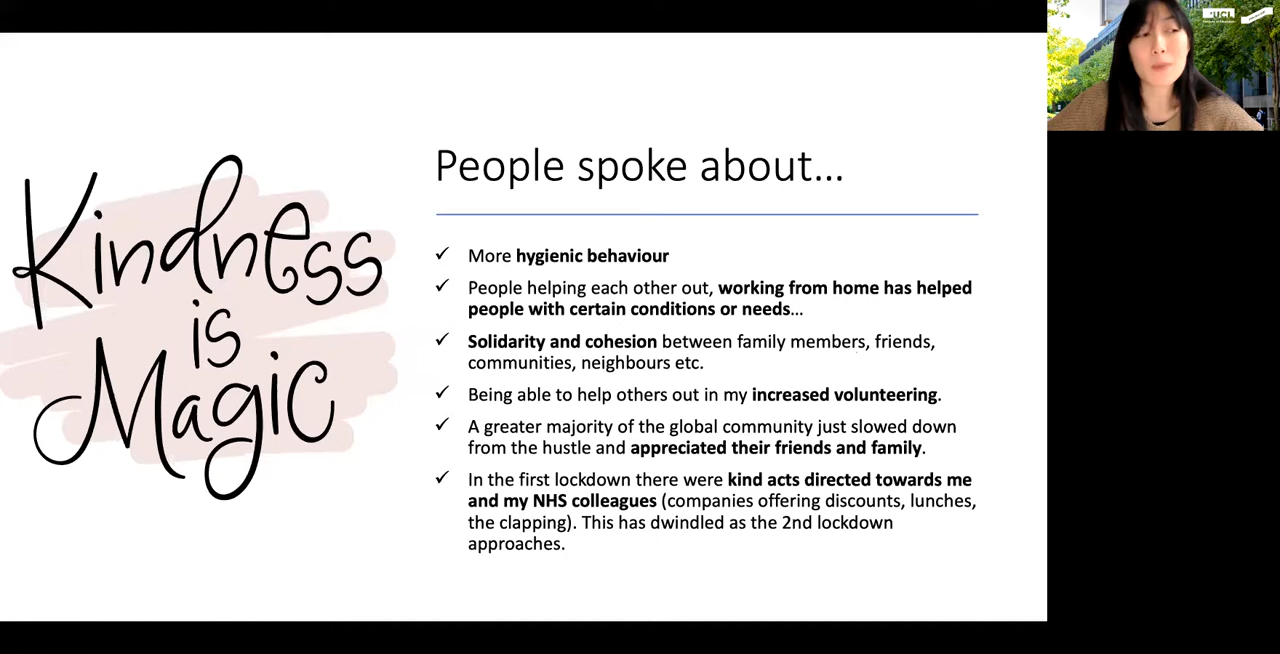 Kindness
is
Magic
People spoke about...
✓ More hygienic behaviour
✓ People helping each other out, working from home has helped
people with certain conditions or needs...
✓ Solidarity and cohesion between family members, friends,
communities, neighbours etc.
✓ Being able to help others out in my increased volunteering.
✓ A greater majority of the global community just slowed down
from the hustle and appreciated their friends and family.
✓ In the first lockdown there were kind acts directed towards me
and my NHS colleagues (companies offering discounts, lunches,
the clapping). This has dwindled as the 2nd lockdown
approaches.
UCL